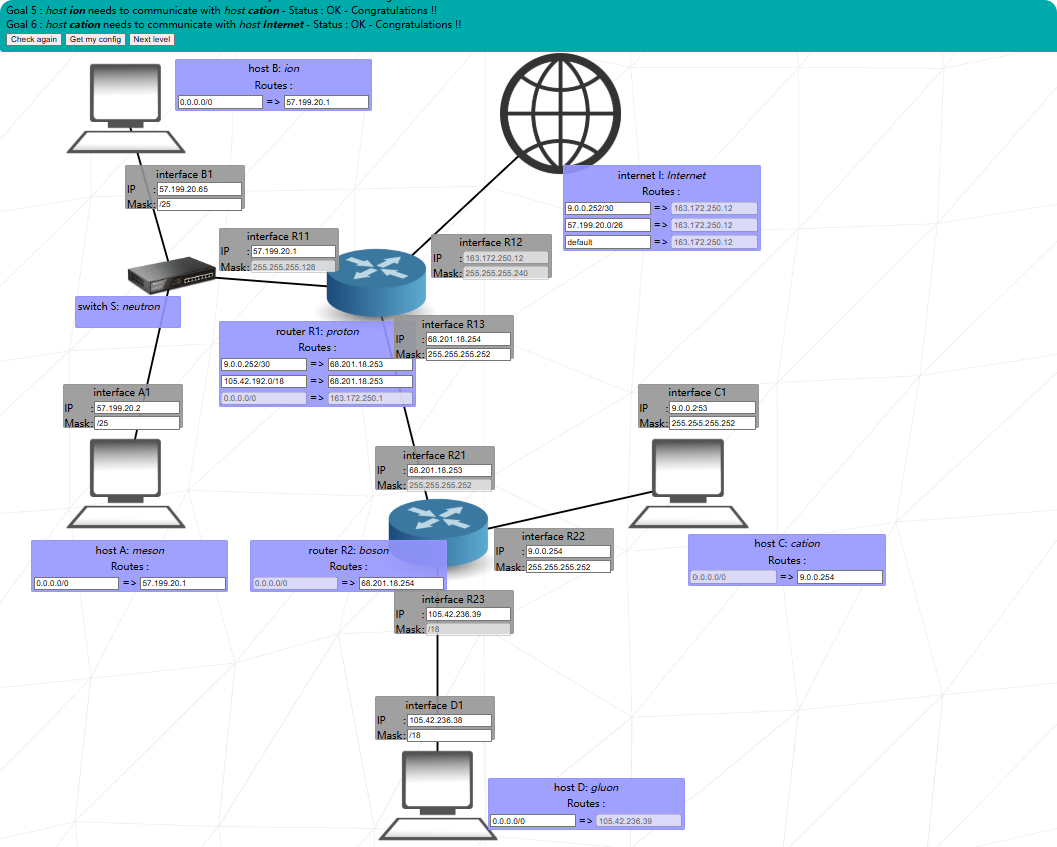 Goal 5 : host ion needs to communicate with host cation - Status : OK - Congratulations !!
Goal 6 : host cation needs to communicate with host Internet - Status : OK - Congratulations !!
Check again Get my config Next level
host B: ion
Routes :
0.0.0.0/0 => 57.199.20.1
interface B1
IP : 57.199.20.65
Mask: /25
internet I: Internet
Routes :
9.0.0.252/30 => 163.172.250.12
57.199.20.0/26 => 163.172.250.12
default => 163.172.250.12
interface R11
IP : 57.199.20.1
Mask: 255.255.255.128
interface R12
IP : 163.172.250.12
Mask: 255.255.255.240
switch S: neutron
interface R13
IP : 68.201.18.254
Mask: 255.255.255.252
router R1: proton
Routes :
9.0.0.252/30 => 68.201.18.253
105.42.192.0/18 => 68.201.18.253
0.0.0.0/0 => 163.172.250.1
interface A1
IP : 57.199.20.2
Mask: /25
interface C1
IP : 9.0.0.253
Mask: 255.255.255.252
interface R21
IP : 68.201.18.253
Mask: 255.255.255.252
interface R22
IP : 9.0.0.254
Mask: 255.255.255.252
host A: meson
Routes :
0.0.0.0/0 => 57.199.20.1
router R2: boson
Routes :
0.0.0.0/0 => 68.201.18.254
host C: cation
Routes :
0.0.0.0/0 => 9.0.0.254
interface R23
IP : 105.42.236.39
Mask: /18
interface D1
IP : 105.42.236.38
Mask: /18
host D: gluon
Routes :
0.0.0.0/0 => 105.42.236.39